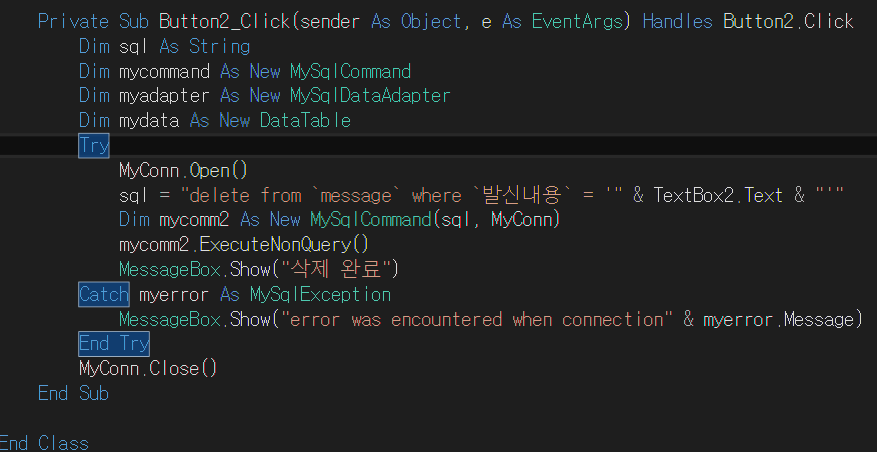 Private Sub Button2_Click(sender As Object, e As EventArgs) Handles Button2.Click
Dim sql As String
Dim mycommand As New MySqlCommand
Dim myadapter As New MySqlDataAdapter
Dim mydata As New DataTable
Try
MyConn.Open()
sql = "delete from `message` where `발신내용` = '" & TextBox2.Text & "'"
Dim mycomm2 As New MySqlCommand(sql, MyConn)
mycomm2.ExecuteNonQuery()
MessageBox.Show("삭제 완료")
Catch myerror As MySqlException
MessageBox.Show("error was encountered when connection" & myerror.Message)
End Try
MyConn.Close()
End Sub
End Class